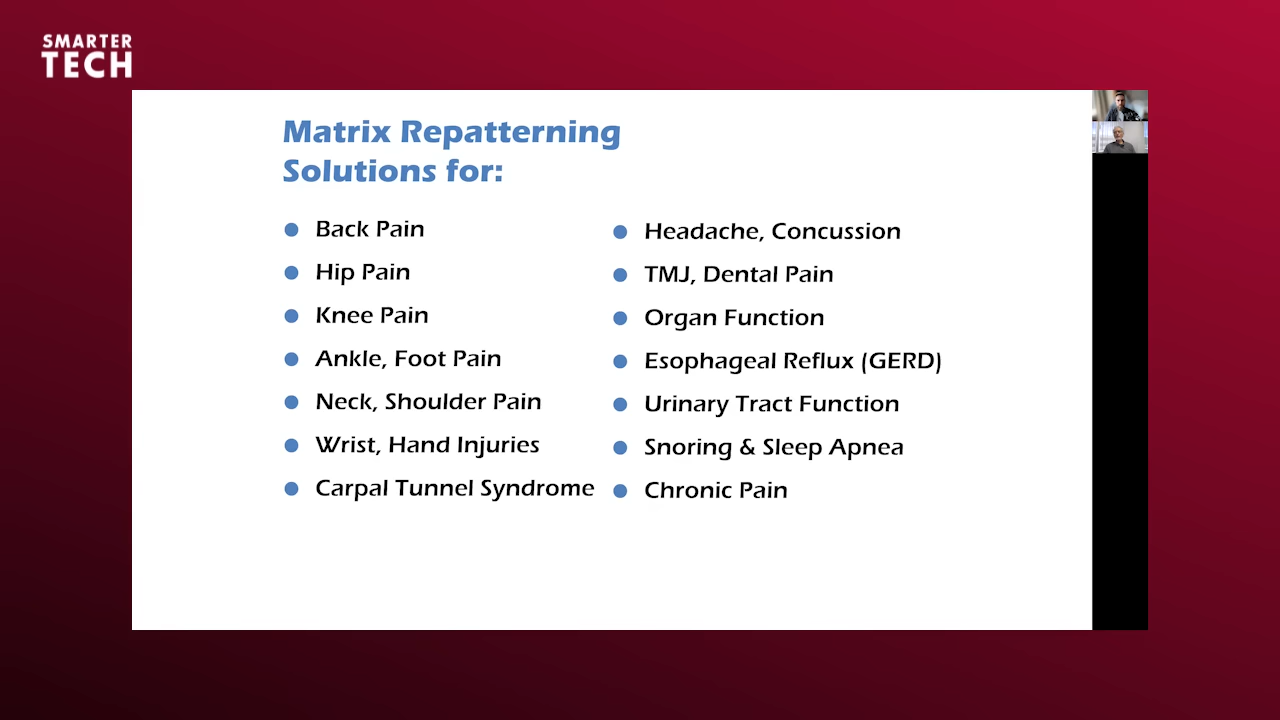 SMARTER
TECH
Matrix Repatterning
Solutions for:
Back Pain
Hip Pain
Knee Pain
Ankle, Foot Pain
Neck, Shoulder Pain
Wrist, Hand Injuries
Carpal Tunnel Syndrome
Headache, Concussion
TMJ, Dental Pain
Organ Function
Esophageal Reflux (GERD)
Urinary Tract Function
Snoring & Sleep Apnea
Chronic Pain